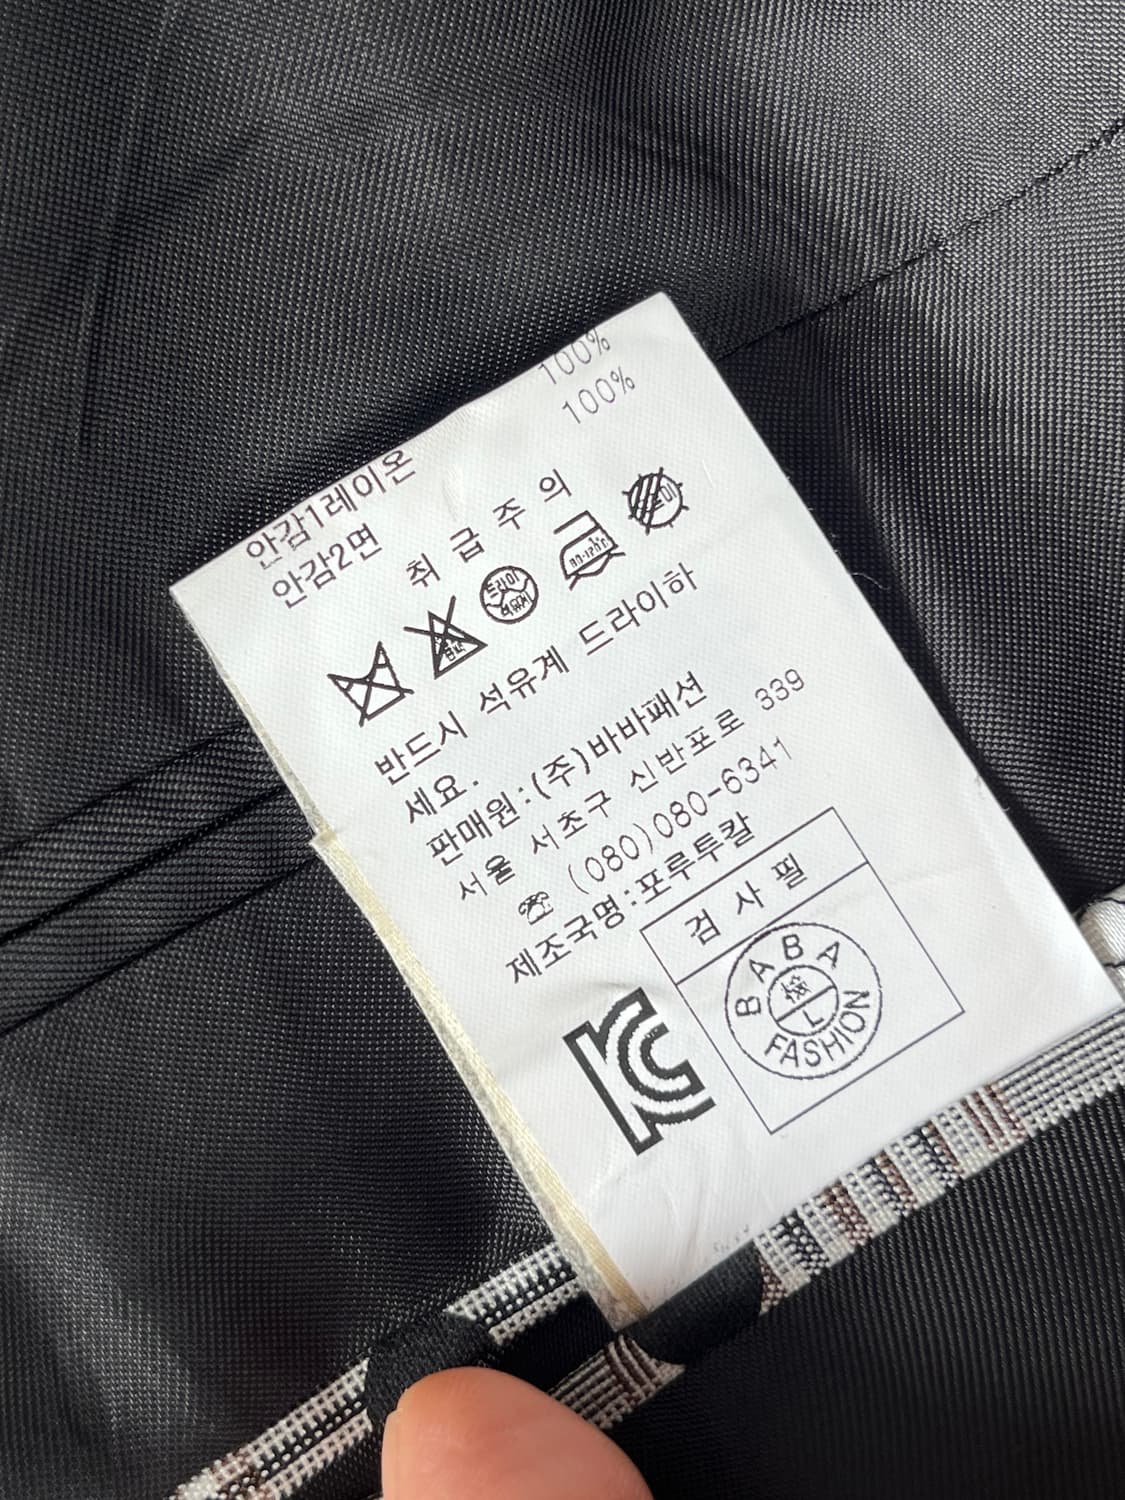 안감1레이온 100%
안감2면 100%
취급주의
드라이
석유계
반드시 석유계 드라이하
세요.
판매원:(주)바바패션
서울 서초구 신반포로 339
☏ (080)080-6341
제조국명:포루투칼
검사필
BABA
檢
L
FASHION